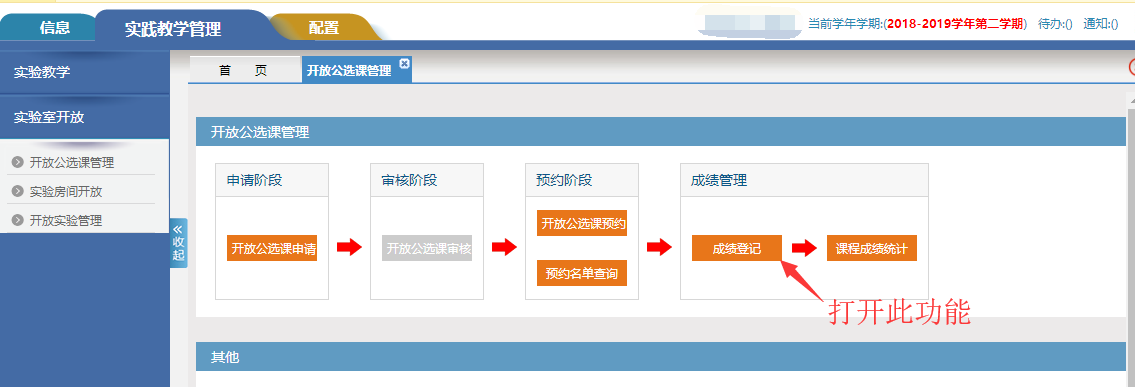 信息
实践教学管理
配置
当前学年学期:(2018-2019学年第二学期) 待办:() 通知:()
实验教学
实验室开放
开放公选课管理
实验房间开放
开放实验管理
收起
首 页
开放公选课管理
开放公选课管理
申请阶段
审核阶段
预约阶段
成绩管理
开放公选课申请
开放公选课审核
开放公选课预约
预约名单查询
成绩登记
课程成绩统计
打开此功能
其他